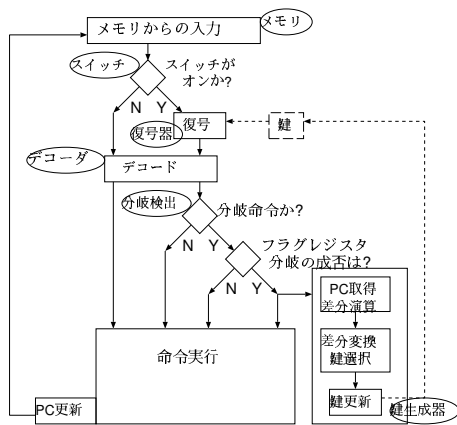 メモリからの入力
メモリ
スイッチ
スイッチが
オンか?
N Y
復号
復号器
鍵
デコーダ
デコード
分岐検出
分岐命令か?
N Y
フラグレジスタ
分岐の成否は?
N Y
PC取得
差分演算
差分変換
鍵選択
鍵更新
鍵生成器
命令実行
PC更新